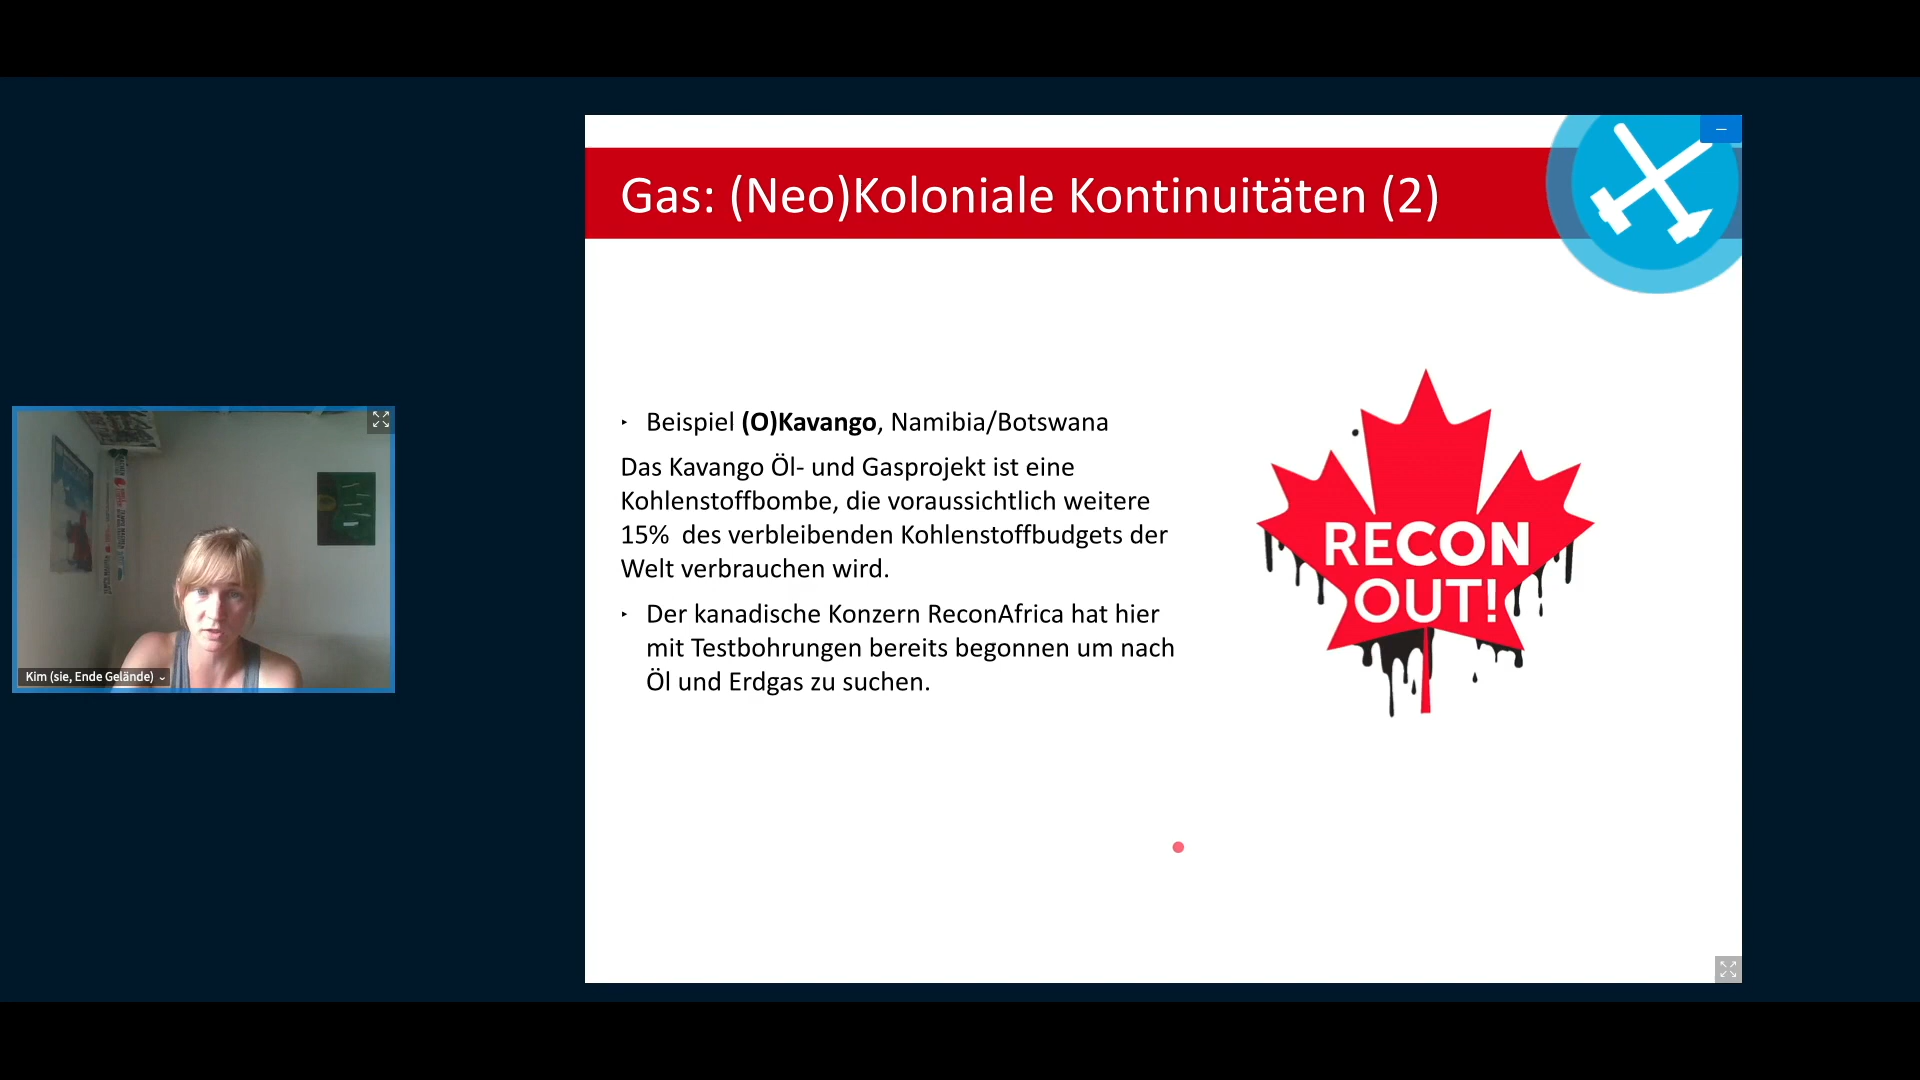 Gas: (Neo)Koloniale Kontinuitäten (2)
‣ Beispiel (O)Kavango, Namibia/Botswana
Das Kavango Öl- und Gasprojekt ist eine
Kohlenstoffbombe, die voraussichtlich weitere
15%  des verbleibenden Kohlenstoffbudgets der
Welt verbrauchen wird.
‣ Der kanadische Konzern ReconAfrica hat hier
mit Testbohrungen bereits begonnen um nach
Öl und Erdgas zu suchen.
RECON
OUT!
Kim (sie, Ende Gelände)